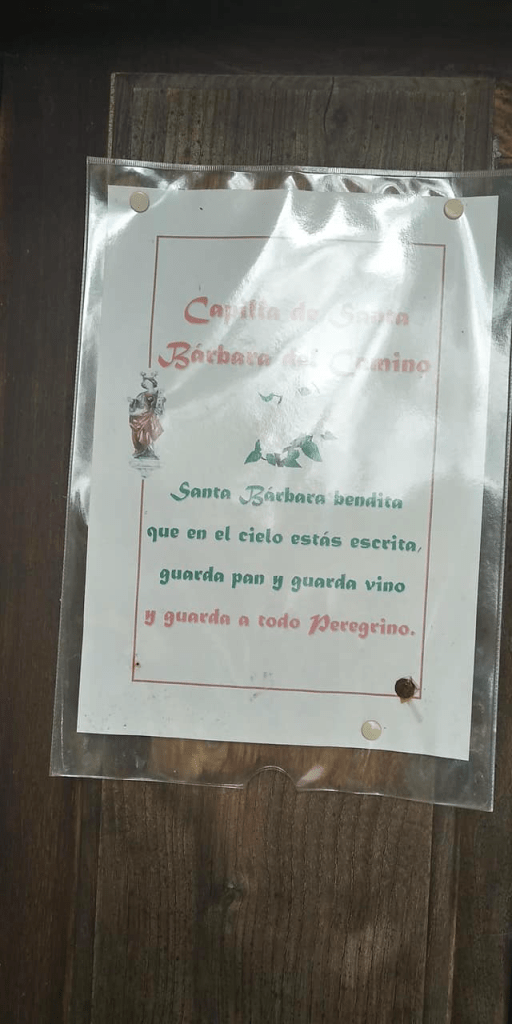 Capilla de Santa
Bárbara del Camino
Santa Bárbara bendita
que en el cielo estás escrita,
guarda pan y guarda vino
y guarda a todo Peregrino.